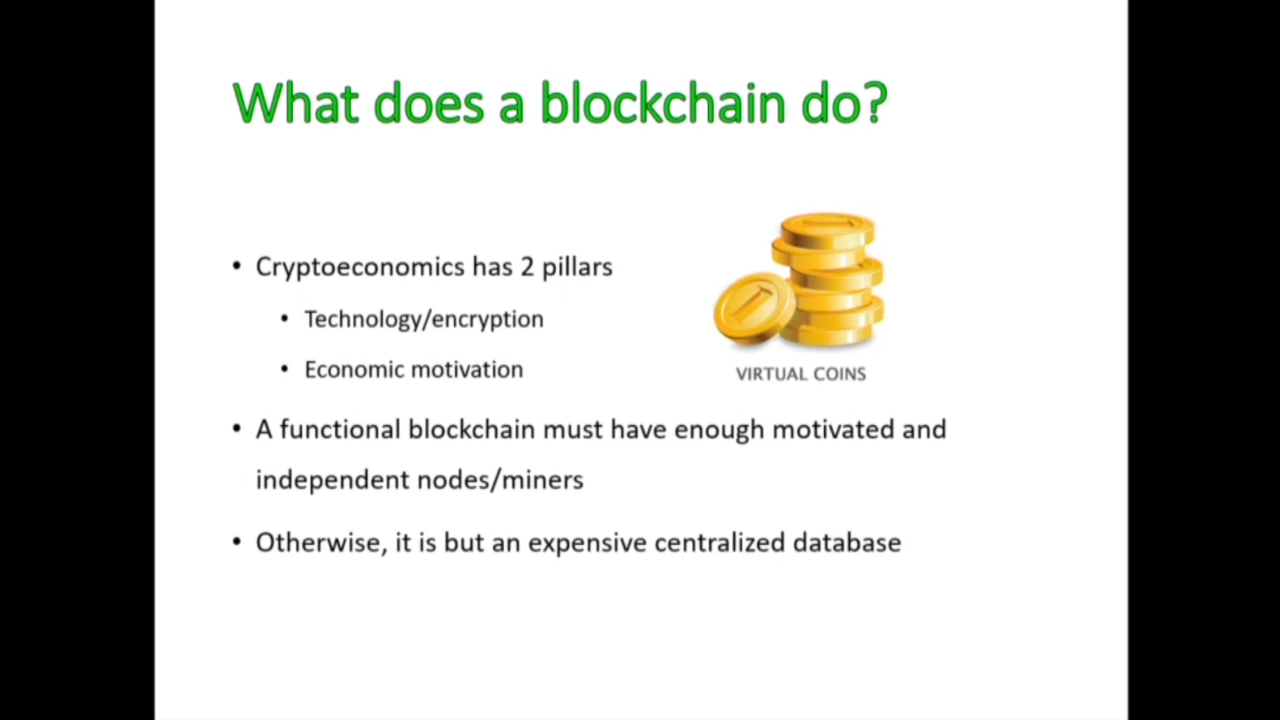 What does a blockchain do?
• Cryptoeconomics has 2 pillars
• Technology/encryption
• Economic motivation
VIRTUAL COINS
• A functional blockchain must have enough motivated and
independent nodes/miners
• Otherwise, it is but an expensive centralized database